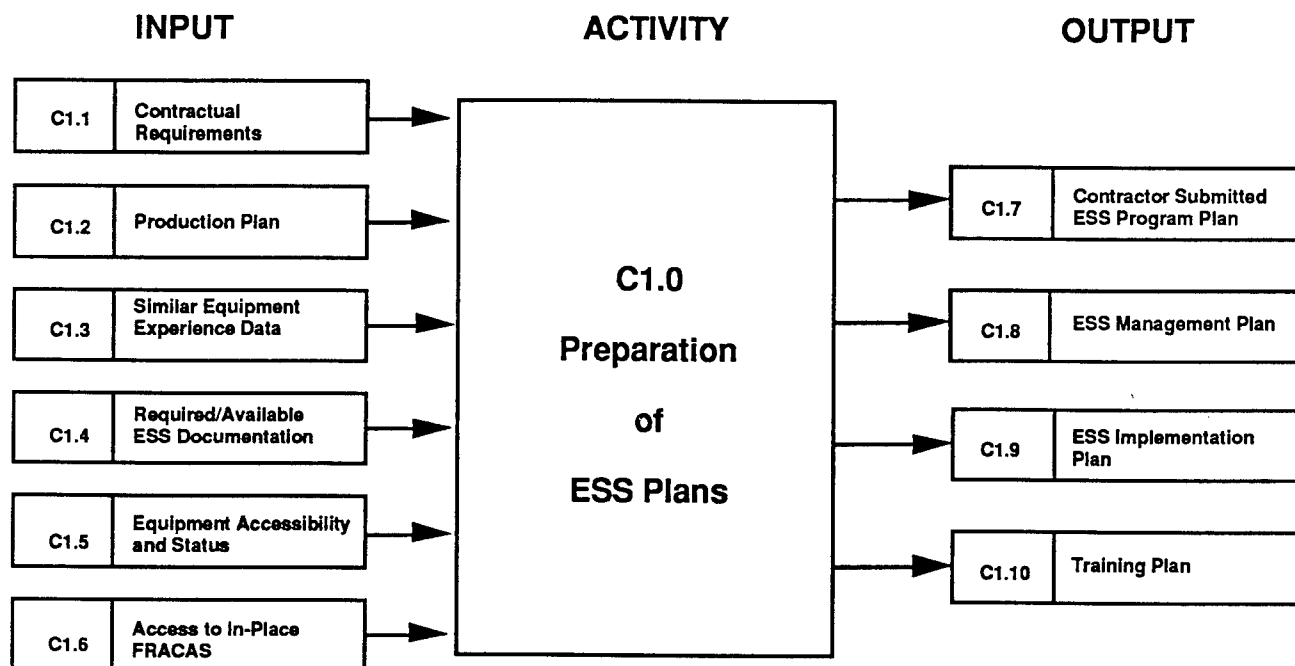 INPUT
ACTIVITY
OUTPUT
C1.1
Contractual
Requirements
C1.2
Production Plan
C1.3
Similar Equipment
Experience Data
C1.4
Required/Available
ESS Documentation
C1.5
Equipment Accessibility
and Status
C1.6
Access to In-Place
FRACAS
C1.0
Preparation
of
ESS Plans
C1.7
Contractor Submitted
ESS Program Plan
C1.8
ESS Management Plan
C1.9
ESS Implementation
Plan
C1.10
Training Plan